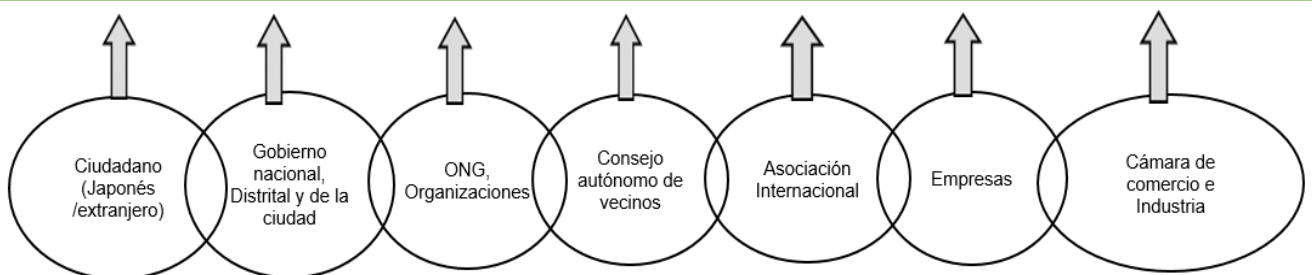 Ciudadano
(Japonés
/extranjero)
Gobierno
nacional,
Distrital y de la
ciudad
ONG,
Organizaciones
Consejo
autónomo de
vecinos
Asociación
Internacional
Empresas
Cámara de
comercio e
Industria